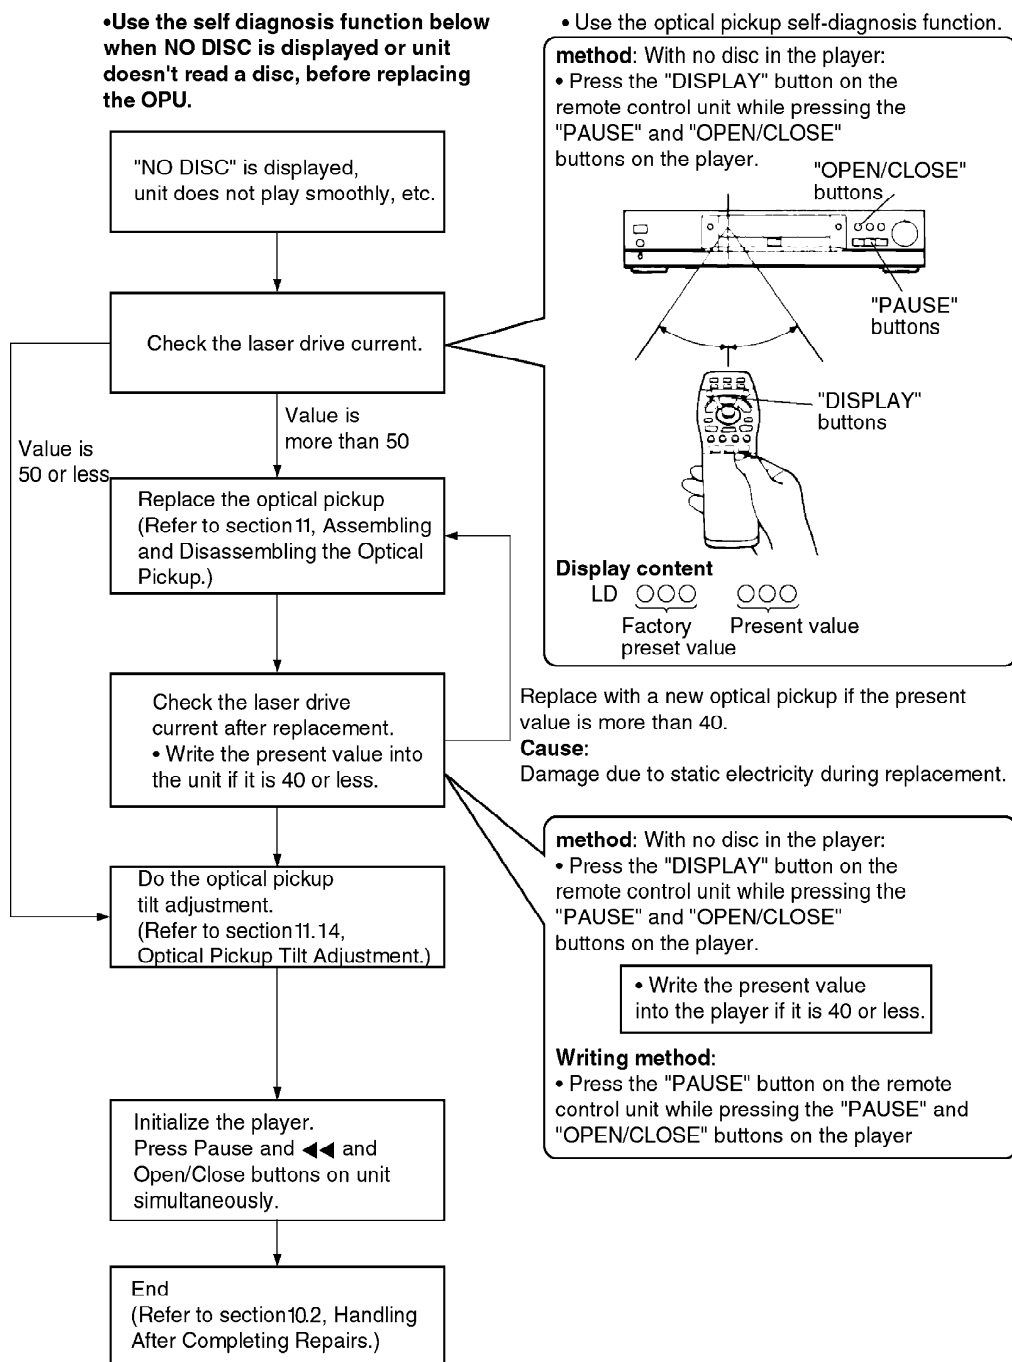 •Use the self diagnosis function below
when NO DISC is displayed or unit
doesn't read a disc, before replacing
the OPU.
"NO DISC" is displayed,
unit does not play smoothly, etc.
Check the laser drive current.
Value is
more than 50
Value is
50 or less
Replace the optical pickup
(Refer to section 11, Assembling
and Disassembling the Optical
Pickup.)
Check the laser drive
current after replacement.
• Write the present value into
the unit if it is 40 or less.
Do the optical pickup
tilt adjustment.
(Refer to section 11.14,
Optical Pickup Tilt Adjustment.)
Initialize the player.
Press Pause and ◀◀ and
Open/Close buttons on unit
simultaneously.
End
(Refer to section 10.2, Handling
After Completing Repairs.)
• Use the optical pickup self-diagnosis function.
method: With no disc in the player:
• Press the "DISPLAY" button on the
remote control unit while pressing the
"PAUSE" and "OPEN/CLOSE"
buttons on the player.
"OPEN/CLOSE"
buttons
"PAUSE"
buttons
"DISPLAY"
buttons
Display content
LD ○○○ ○○○
Factory
preset value
Present value
Replace with a new optical pickup if the present
value is more than 40.
Cause:
Damage due to static electricity during replacement.
method: With no disc in the player:
• Press the "DISPLAY" button on the
remote control unit while pressing the
"PAUSE" and "OPEN/CLOSE"
buttons on the player.
• Write the present value
into the player if it is 40 or less.
Writing method:
• Press the "PAUSE" button on the remote
control unit while pressing the "PAUSE" and
"OPEN/CLOSE" buttons on the player